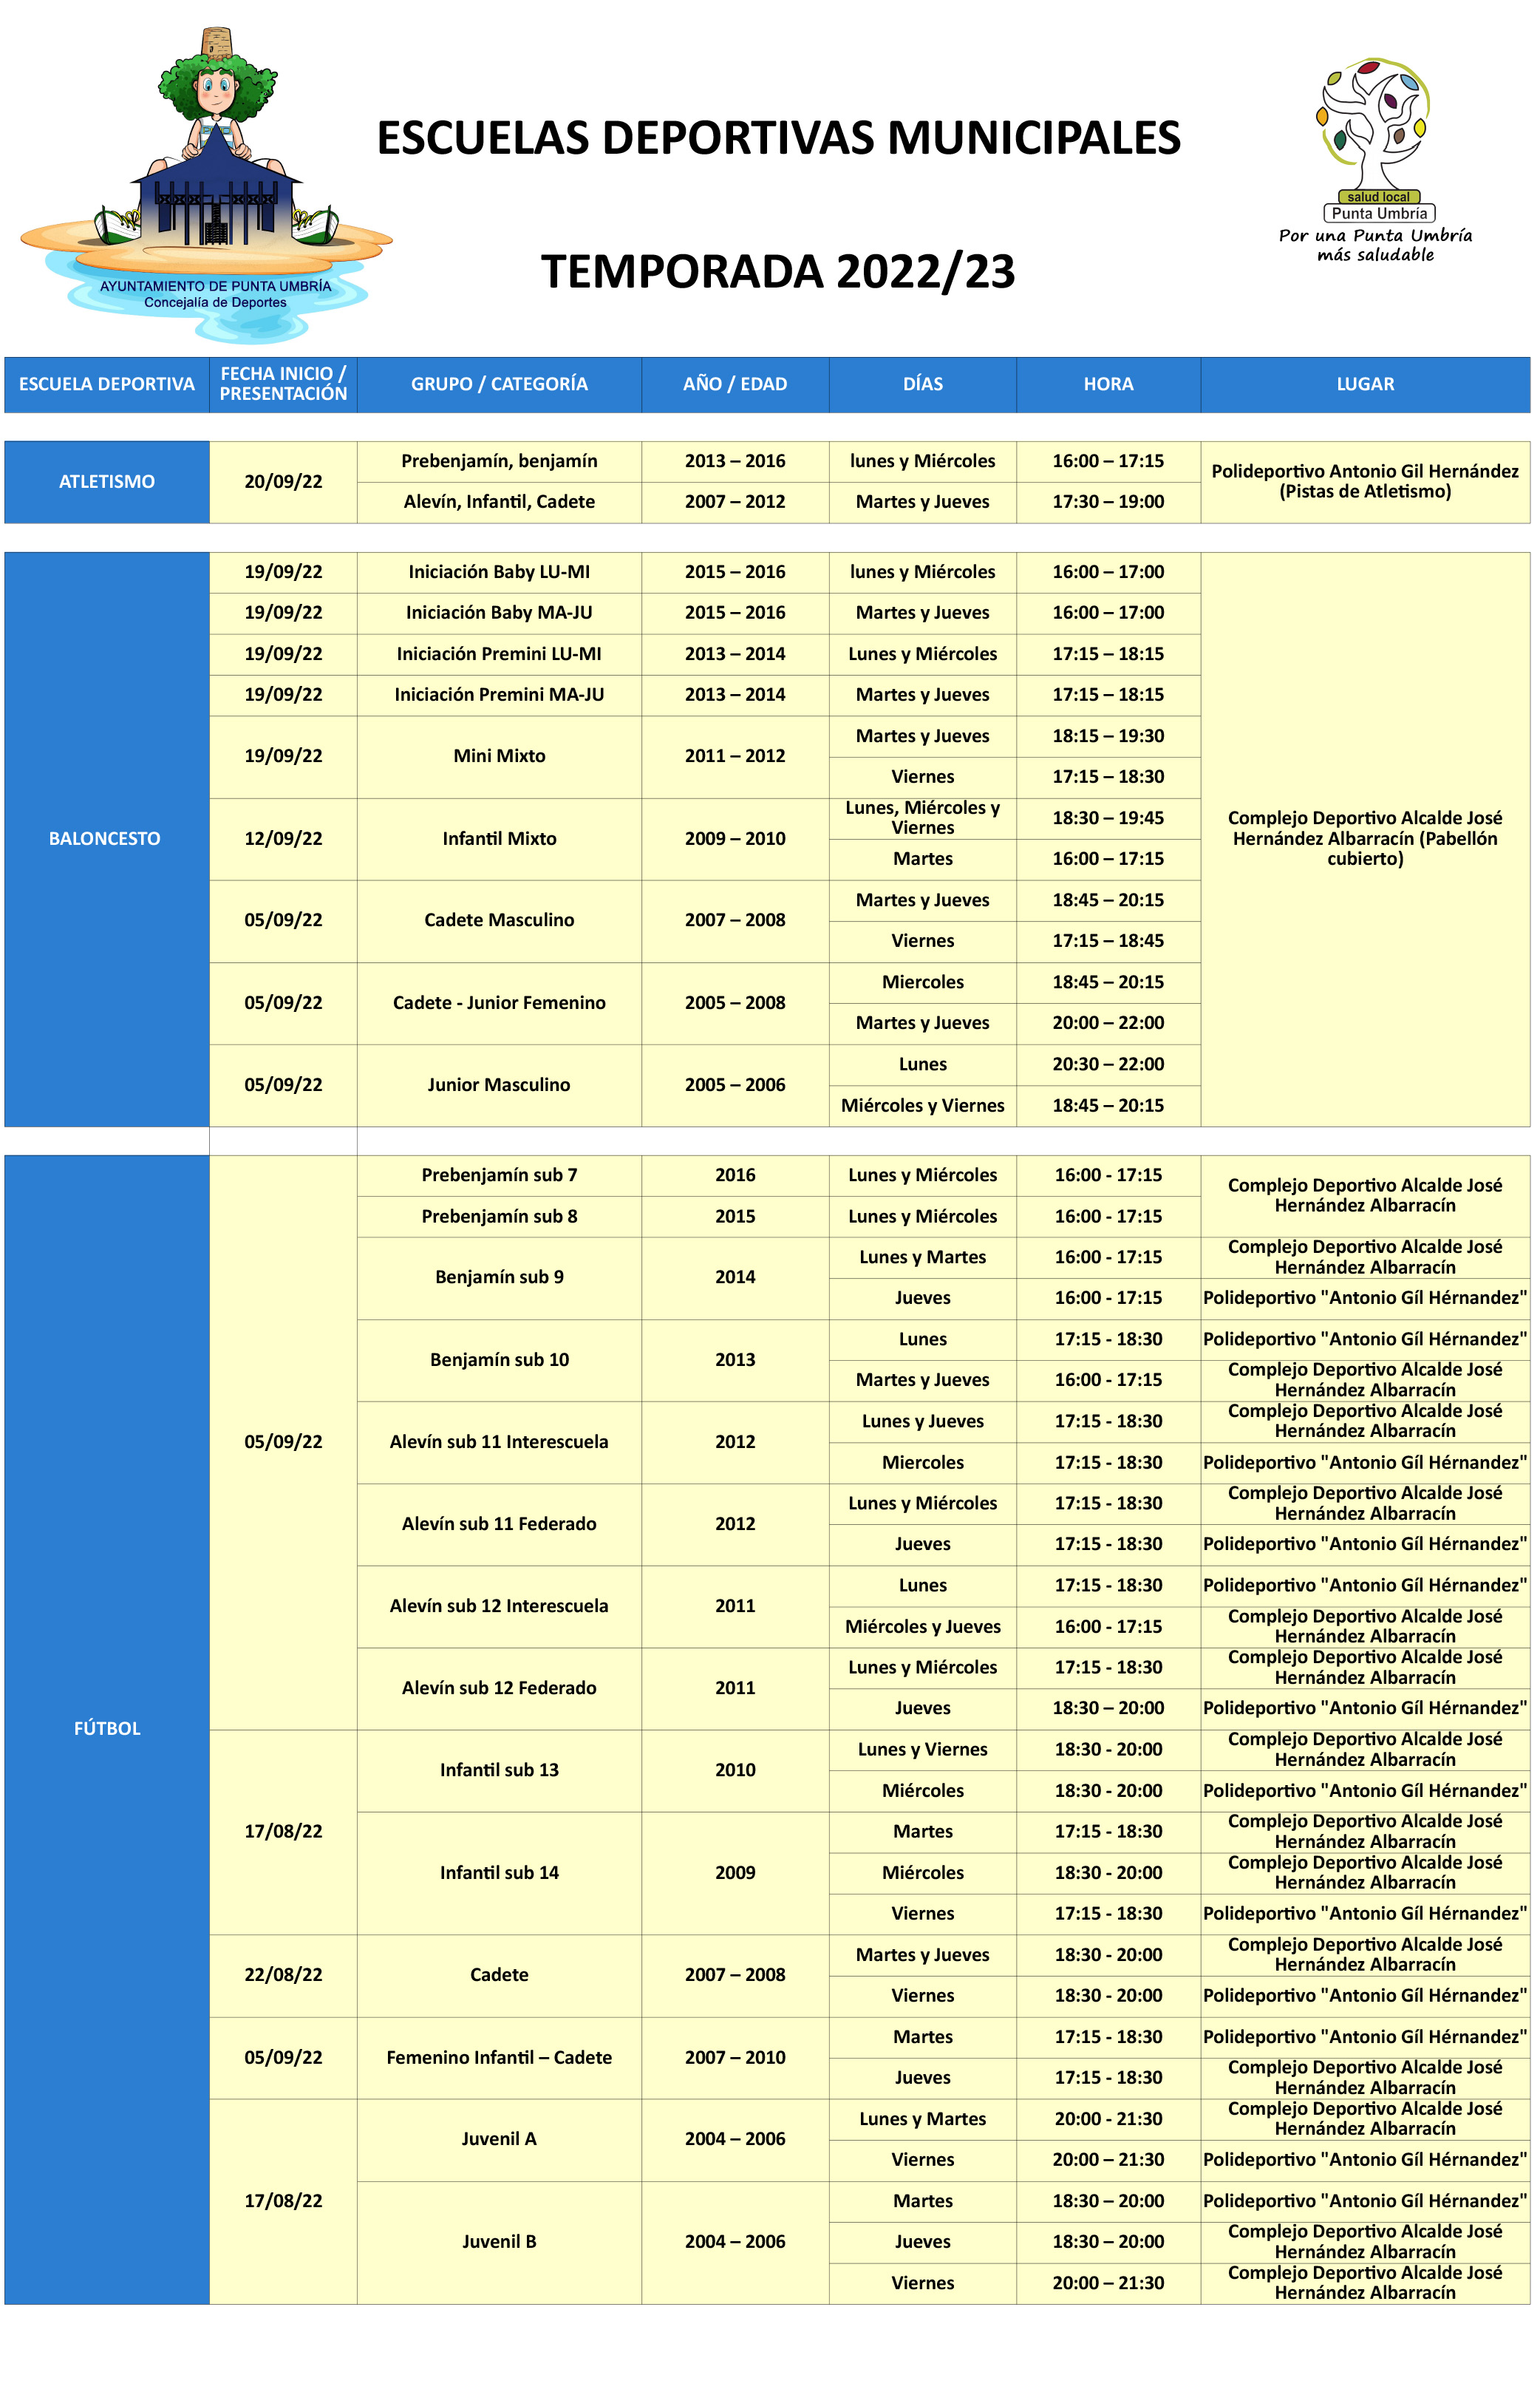 ESCUELAS DEPORTIVAS MUNICIPALES
TEMPORADA 2022/23
AYUNTAMIENTO DE PUNTA UMBRÍA
Concejalía de Deportes
salud local
Punta Umbría
Por una Punta Umbría
más saludable
ESCUELA DEPORTIVA FECHA INICIO / PRESENTACIÓN GRUPO / CATEGORÍA AÑO / EDAD DÍAS HORA LUGAR
ATLETISMO
20/09/22
Prebenjamín, benjamín 2013 – 2016 lunes y Miércoles 16:00 – 17:15
Alevín, Infantil, Cadete 2007 – 2012 Martes y Jueves 17:30 – 19:00
Polideportivo Antonio Gil Hernández
(Pistas de Atletismo)
BALONCESTO
19/09/22 Iniciación Baby LU-MI 2015 – 2016 lunes y Miércoles 16:00 – 17:00
19/09/22 Iniciación Baby MA-JU 2015 – 2016 Martes y Jueves 16:00 – 17:00
19/09/22 Iniciación Premini LU-MI 2013 – 2014 Lunes y Miércoles 17:15 – 18:15
19/09/22 Iniciación Premini MA-JU 2013 – 2014 Martes y Jueves 17:15 – 18:15
19/09/22 Mini Mixto 2011 – 2012 Martes y Jueves 18:15 – 19:30
Viernes 17:15 – 18:30
12/09/22 Infantil Mixto 2009 – 2010 Lunes, Miércoles y Viernes 18:30 – 19:45
Martes 16:00 – 17:15
05/09/22 Cadete Masculino 2007 – 2008 Martes y Jueves 18:45 – 20:15
Viernes 17:15 – 18:45
05/09/22 Cadete - Junior Femenino 2005 – 2008 Miercoles 18:45 – 20:15
Martes y Jueves 20:00 – 22:00
05/09/22 Junior Masculino 2005 – 2006 Lunes 20:30 – 22:00
Miércoles y Viernes 18:45 – 20:15
Complejo Deportivo Alcalde José
Hernández Albarracín (Pabellón
cubierto)
FÚTBOL
05/09/22
Prebenjamín sub 7 2016 Lunes y Miércoles 16:00 - 17:15
Prebenjamín sub 8 2015 Lunes y Miércoles 16:00 - 17:15
Complejo Deportivo Alcalde José
Hernández Albarracín
Benjamín sub 9 2014 Lunes y Martes 16:00 - 17:15 Complejo Deportivo Alcalde José Hernández Albarracín
Jueves 16:00 - 17:15 Polideportivo "Antonio Gíl Hérnandez"
Benjamín sub 10 2013 Lunes 17:15 - 18:30 Polideportivo "Antonio Gíl Hérnandez"
Martes y Jueves 16:00 - 17:15 Complejo Deportivo Alcalde José Hernández Albarracín
Alevín sub 11 Interescuela 2012 Lunes y Jueves 17:15 - 18:30 Complejo Deportivo Alcalde José Hernández Albarracín
Miercoles 17:15 - 18:30 Polideportivo "Antonio Gíl Hérnandez"
Alevín sub 11 Federado 2012 Lunes y Miércoles 17:15 - 18:30 Complejo Deportivo Alcalde José Hernández Albarracín
Jueves 17:15 - 18:30 Polideportivo "Antonio Gíl Hérnandez"
Alevín sub 12 Interescuela 2011 Lunes 17:15 - 18:30 Polideportivo "Antonio Gíl Hérnandez"
Miércoles y Jueves 16:00 - 17:15 Complejo Deportivo Alcalde José Hernández Albarracín
Alevín sub 12 Federado 2011 Lunes y Miércoles 17:15 - 18:30 Complejo Deportivo Alcalde José Hernández Albarracín
Jueves 18:30 – 20:00 Polideportivo "Antonio Gíl Hérnandez"
17/08/22
Infantil sub 13 2010 Lunes y Viernes 18:30 - 20:00 Complejo Deportivo Alcalde José Hernández Albarracín
Miércoles 18:30 - 20:00 Polideportivo "Antonio Gíl Hérnandez"
Infantil sub 14 2009 Martes 17:15 - 18:30 Complejo Deportivo Alcalde José Hernández Albarracín
Miércoles 18:30 - 20:00 Complejo Deportivo Alcalde José Hernández Albarracín
Viernes 17:15 - 18:30 Polideportivo "Antonio Gíl Hérnandez"
22/08/22 Cadete 2007 – 2008 Martes y Jueves 18:30 - 20:00 Complejo Deportivo Alcalde José Hernández Albarracín
Viernes 18:30 - 20:00 Polideportivo "Antonio Gíl Hérnandez"
05/09/22 Femenino Infantil – Cadete 2007 – 2010 Martes 17:15 - 18:30 Polideportivo "Antonio Gíl Hérnandez"
Jueves 17:15 - 18:30 Complejo Deportivo Alcalde José Hernández Albarracín
17/08/22
Juvenil A 2004 – 2006 Lunes y Martes 20:00 - 21:30 Complejo Deportivo Alcalde José Hernández Albarracín
Viernes 20:00 – 21:30 Polideportivo "Antonio Gíl Hérnandez"
Juvenil B 2004 – 2006 Martes 18:30 – 20:00 Polideportivo "Antonio Gíl Hérnandez"
Jueves 18:30 – 20:00 Complejo Deportivo Alcalde José Hernández Albarracín
Viernes 20:00 – 21:30 Complejo Deportivo Alcalde José Hernández Albarracín